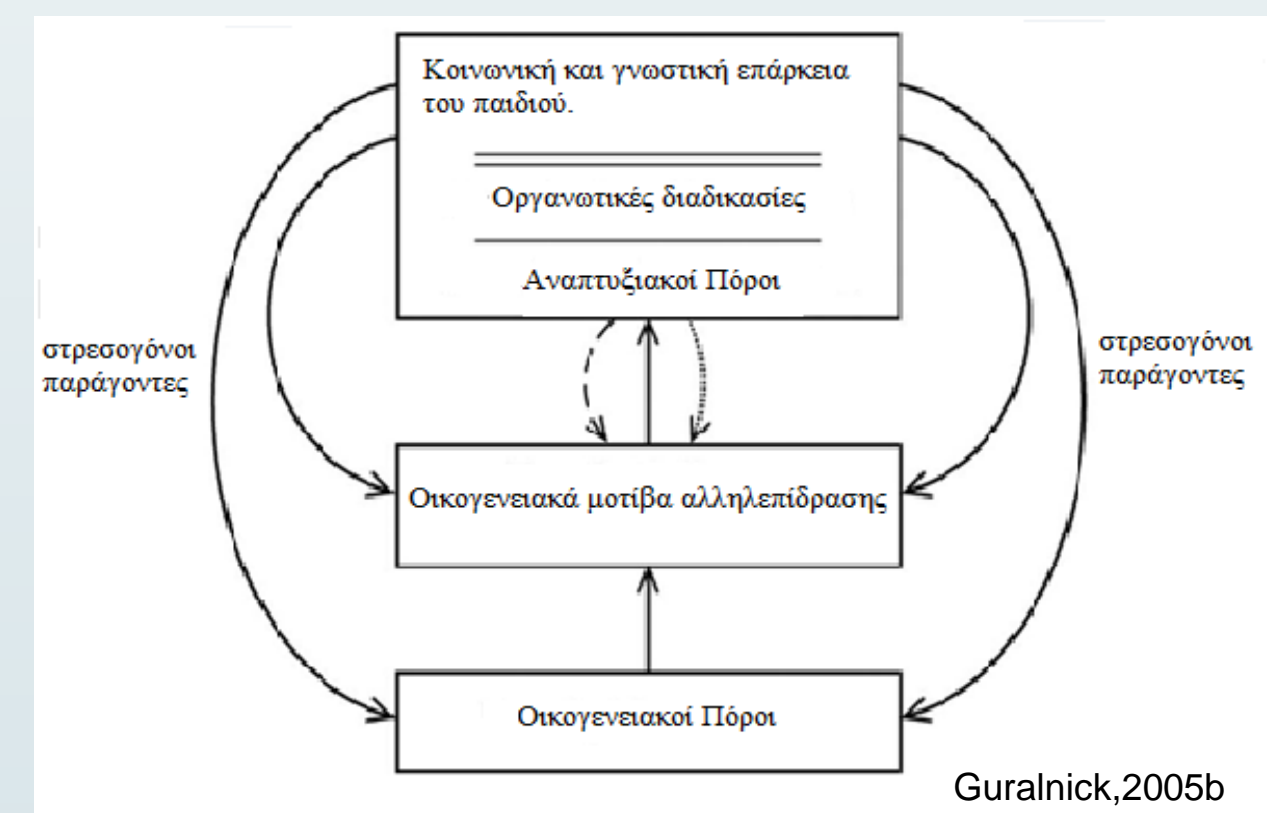 Κοινωνική και γνωστική επάρκεια
του παιδιού.
Οργανωτικές διαδικασίες
Αναπτυξιακοί Πόροι
στρεσογόνοι
παράγοντες
στρεσογόνοι
παράγοντες
Οικογενειακά μοτίβα αλληλεπίδρασης
Οικογενειακοί Πόροι
Guralnick,2005b